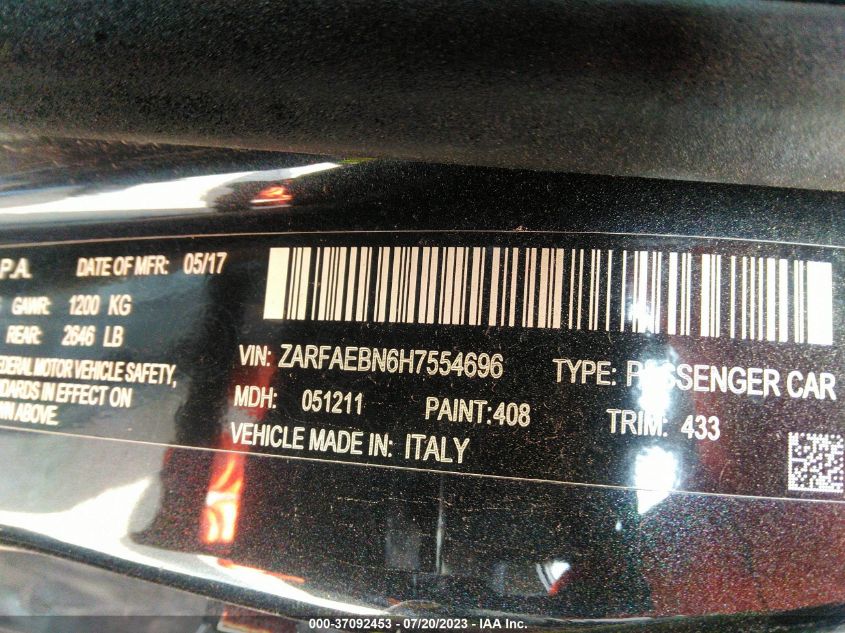 P.A. DATE OF MFR: 05/17
GAWR: 1200 KG
REAR: 2646 LB
FEDERAL MOTOR VEHICLE SAFETY,
IN EFFECT ON
ABOVE.
VIN: ZARFAEBN6H7554696 TYPE: PASSENGER CAR
MDH: 051211 PAINT:408 TRIM: 433
VEHICLE MADE IN: ITALY
000-37092453 - 07/20/2023 - IAA Inc.